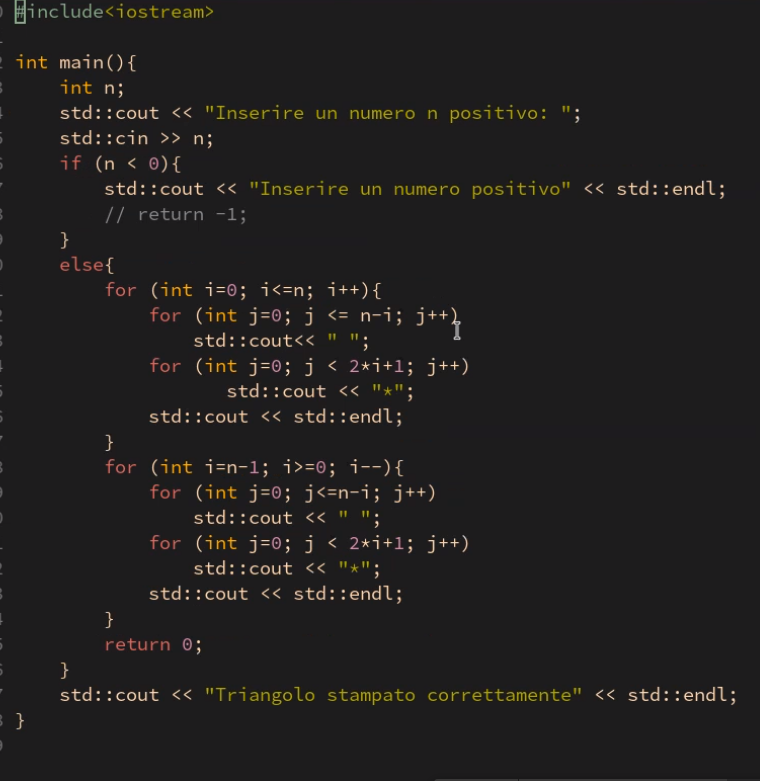 #include<iostream>
int main(){
    int n;
    std::cout << "Inserire un numero n positivo: ";
    std::cin >> n;
    if (n < 0){
        std::cout << "Inserire un numero positivo" << std::endl;
        // return -1;
    }
    else{
        for (int i=0; i<=n; i++){
            for (int j=0; j <= n-i; j++)
                std::cout<< " ";
            for (int j=0; j < 2*i+1; j++)
                   std::cout << "*";
            std::cout << std::endl;
        }
        for (int i=n-1; i>=0; i--){
            for (int j=0; j<=n-i; j++)
                std::cout << " ";
            for (int j=0; j < 2*i+1; j++)
                std::cout << "*";
            std::cout << std::endl;
        }
        return 0;
    }
    std::cout << "Triangolo stampato correttamente" << std::endl;
}